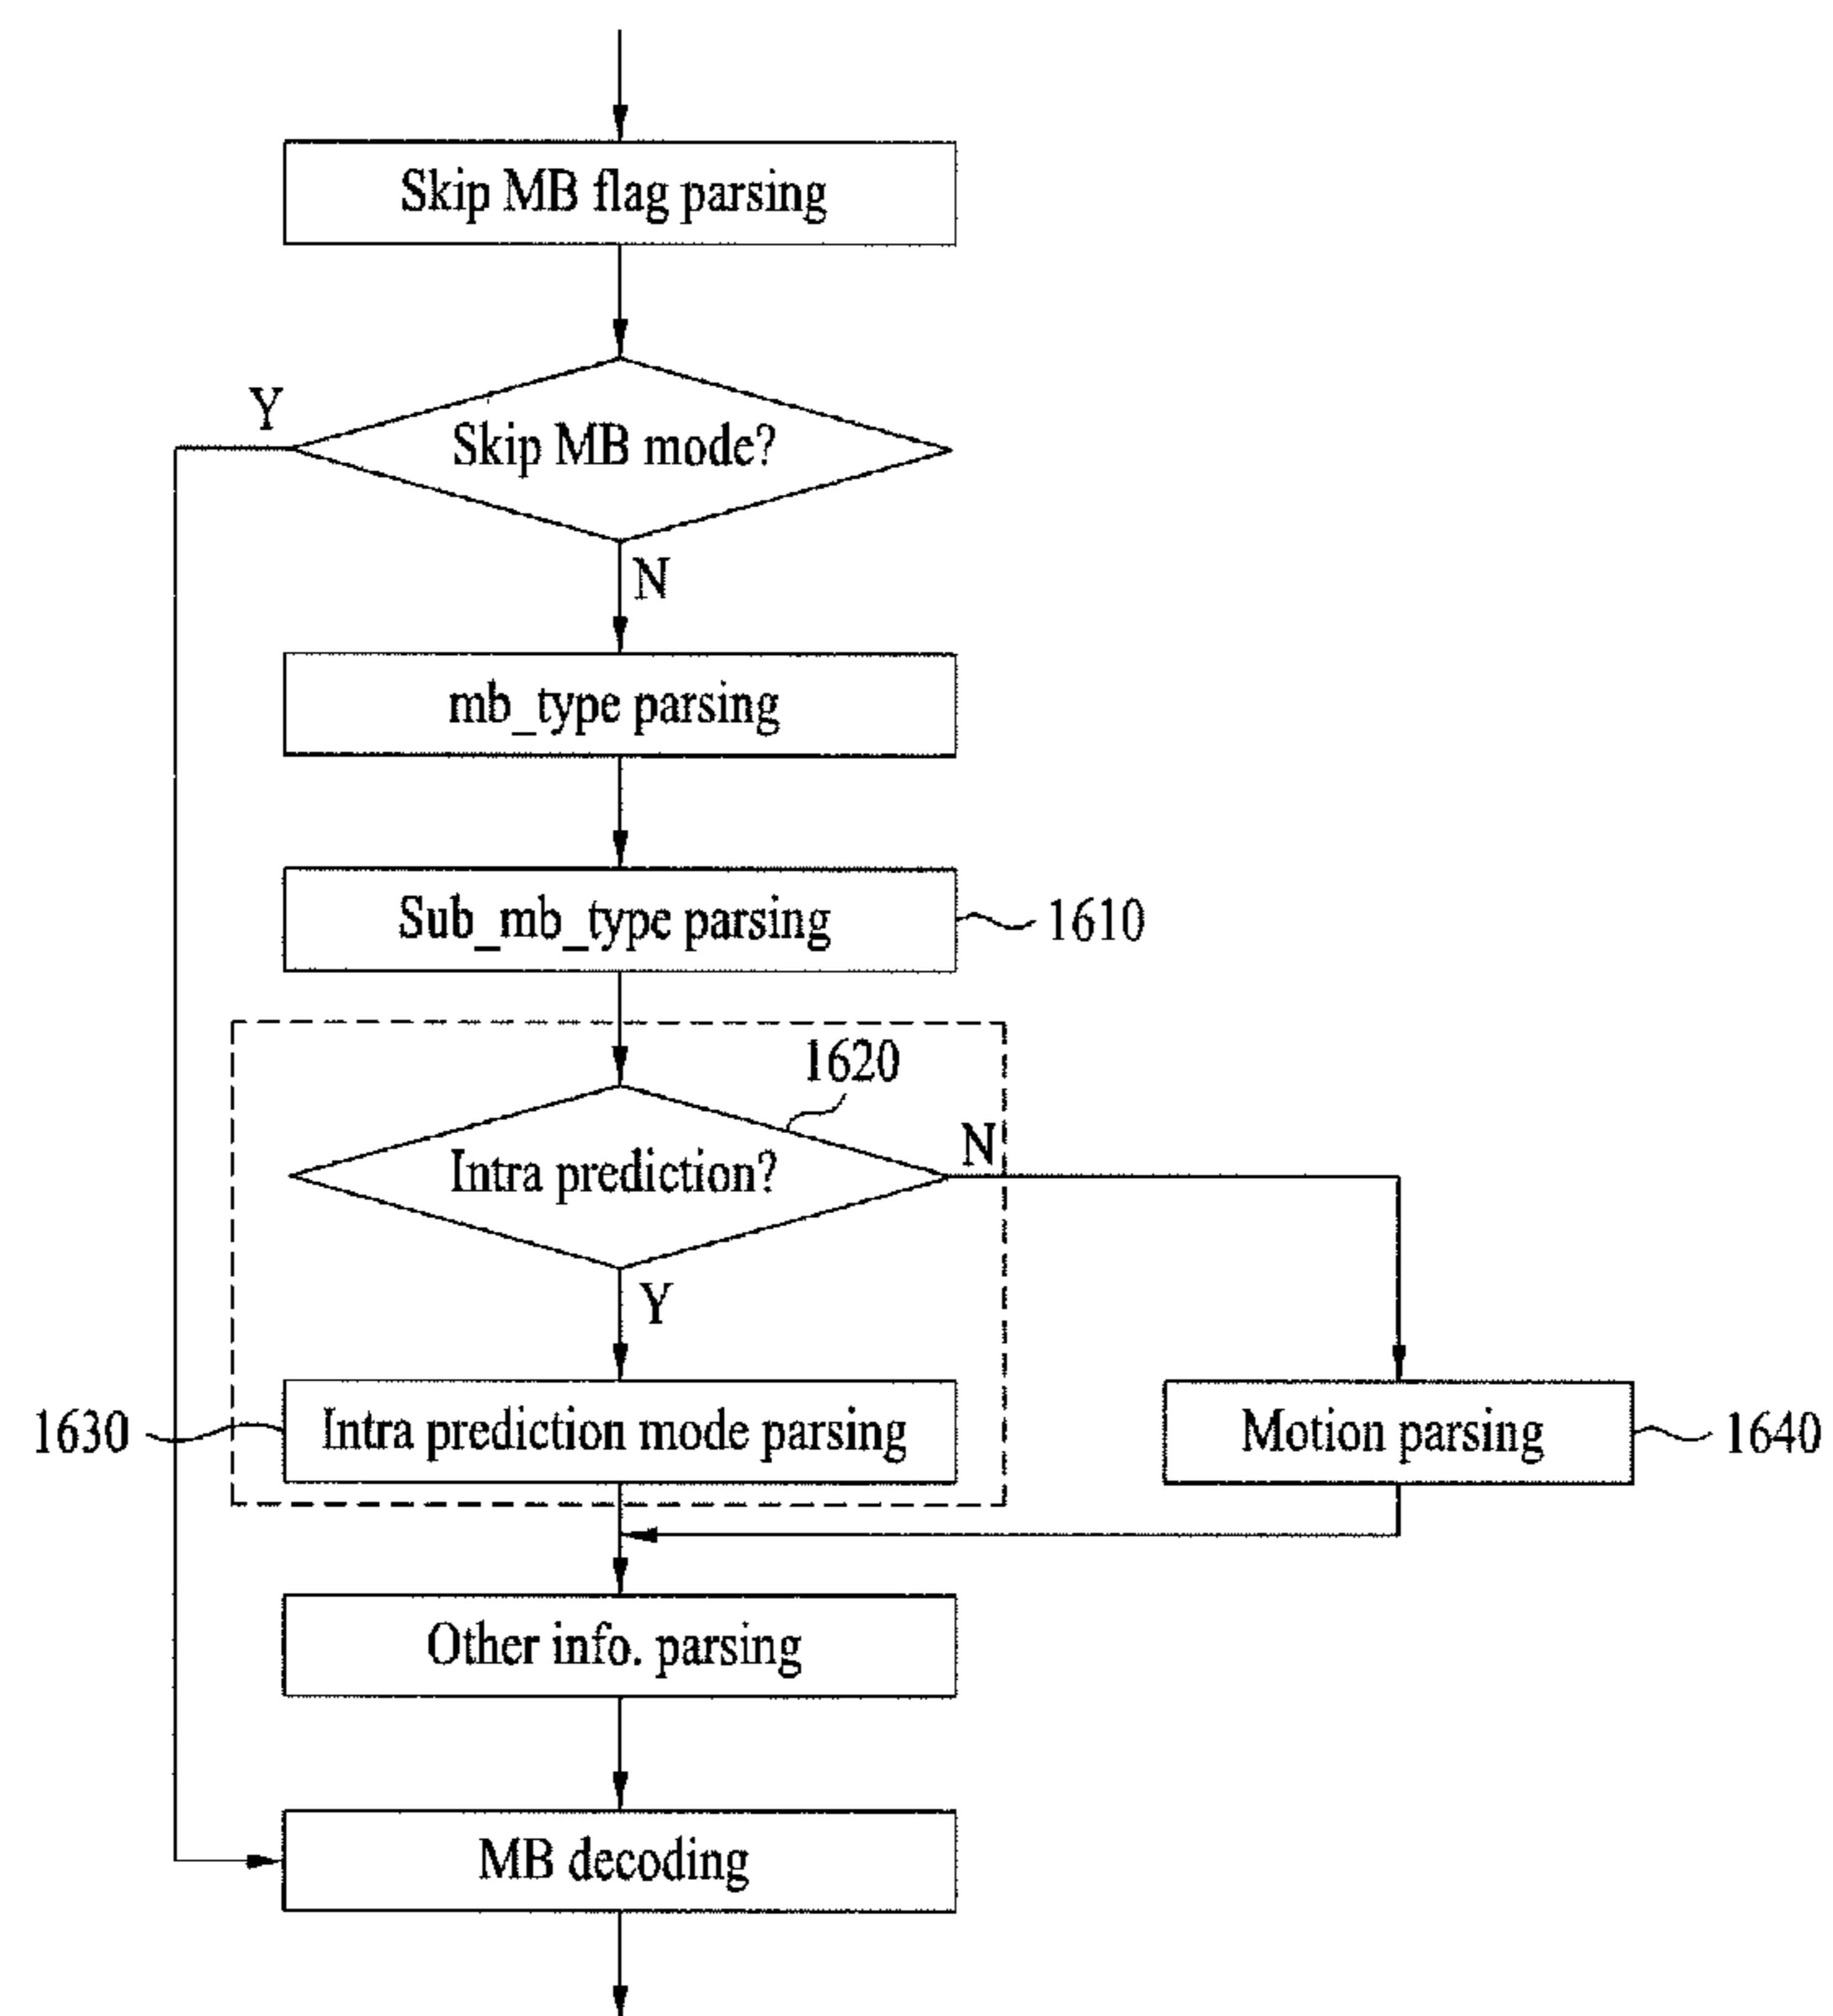 Skip MB flag parsing
Y
Skip MB mode?
N
mb_type parsing
Sub_mb_type parsing
1610
1620
Intra prediction?
N
Y
1630
Intra prediction mode parsing
Motion parsing
1640
Other info. parsing
MB decoding